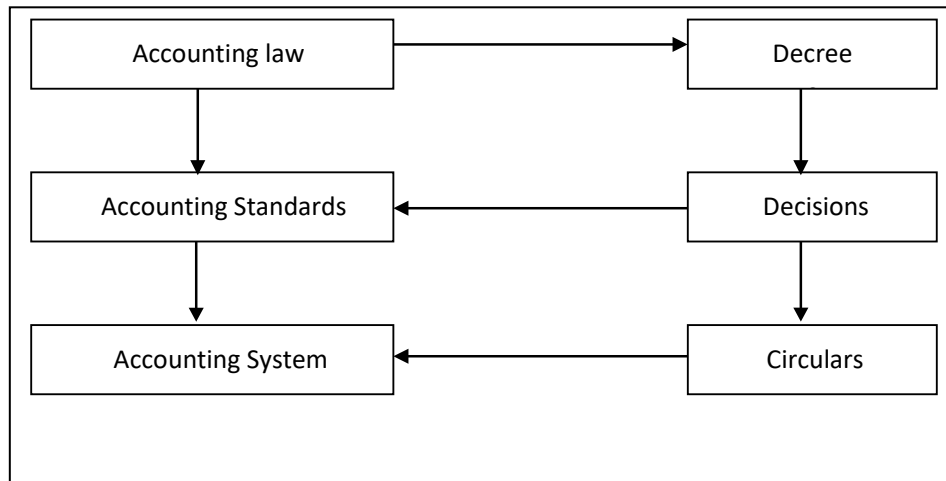 Accounting law
Decree
Accounting Standards
Decisions
Accounting System
Circulars